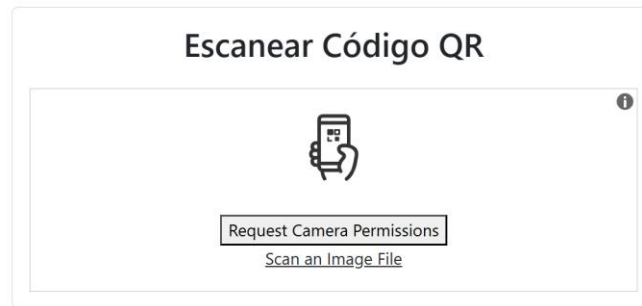 Escanear Código QR
Request Camera Permissions
Scan an Image File